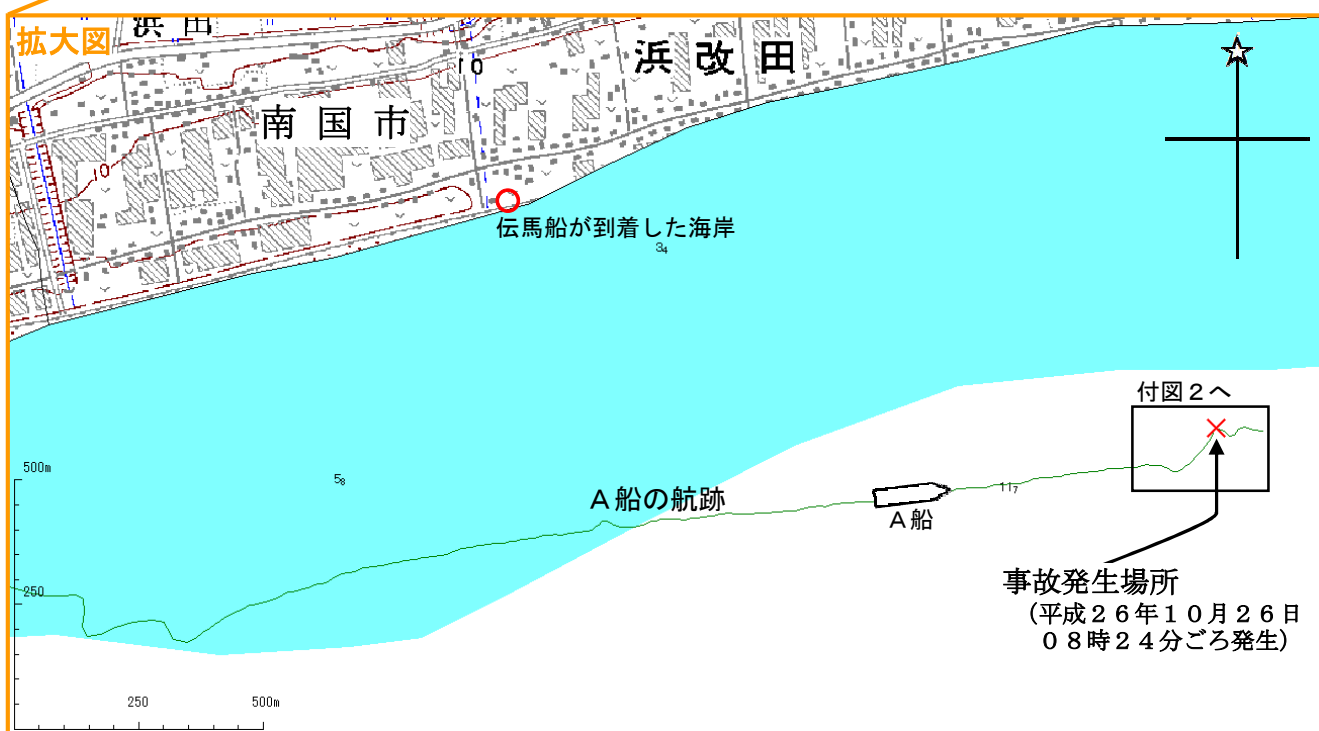 拡大図
浜田
浜改田
10
南国市
10
伝馬船が到着した海岸
3₄
付図２へ
500m
5₈
Ａ船の航跡
11₇
Ａ船
250
事故発生場所
（平成２６年１０月２６日
０８時２４分ごろ発生）
250
500m